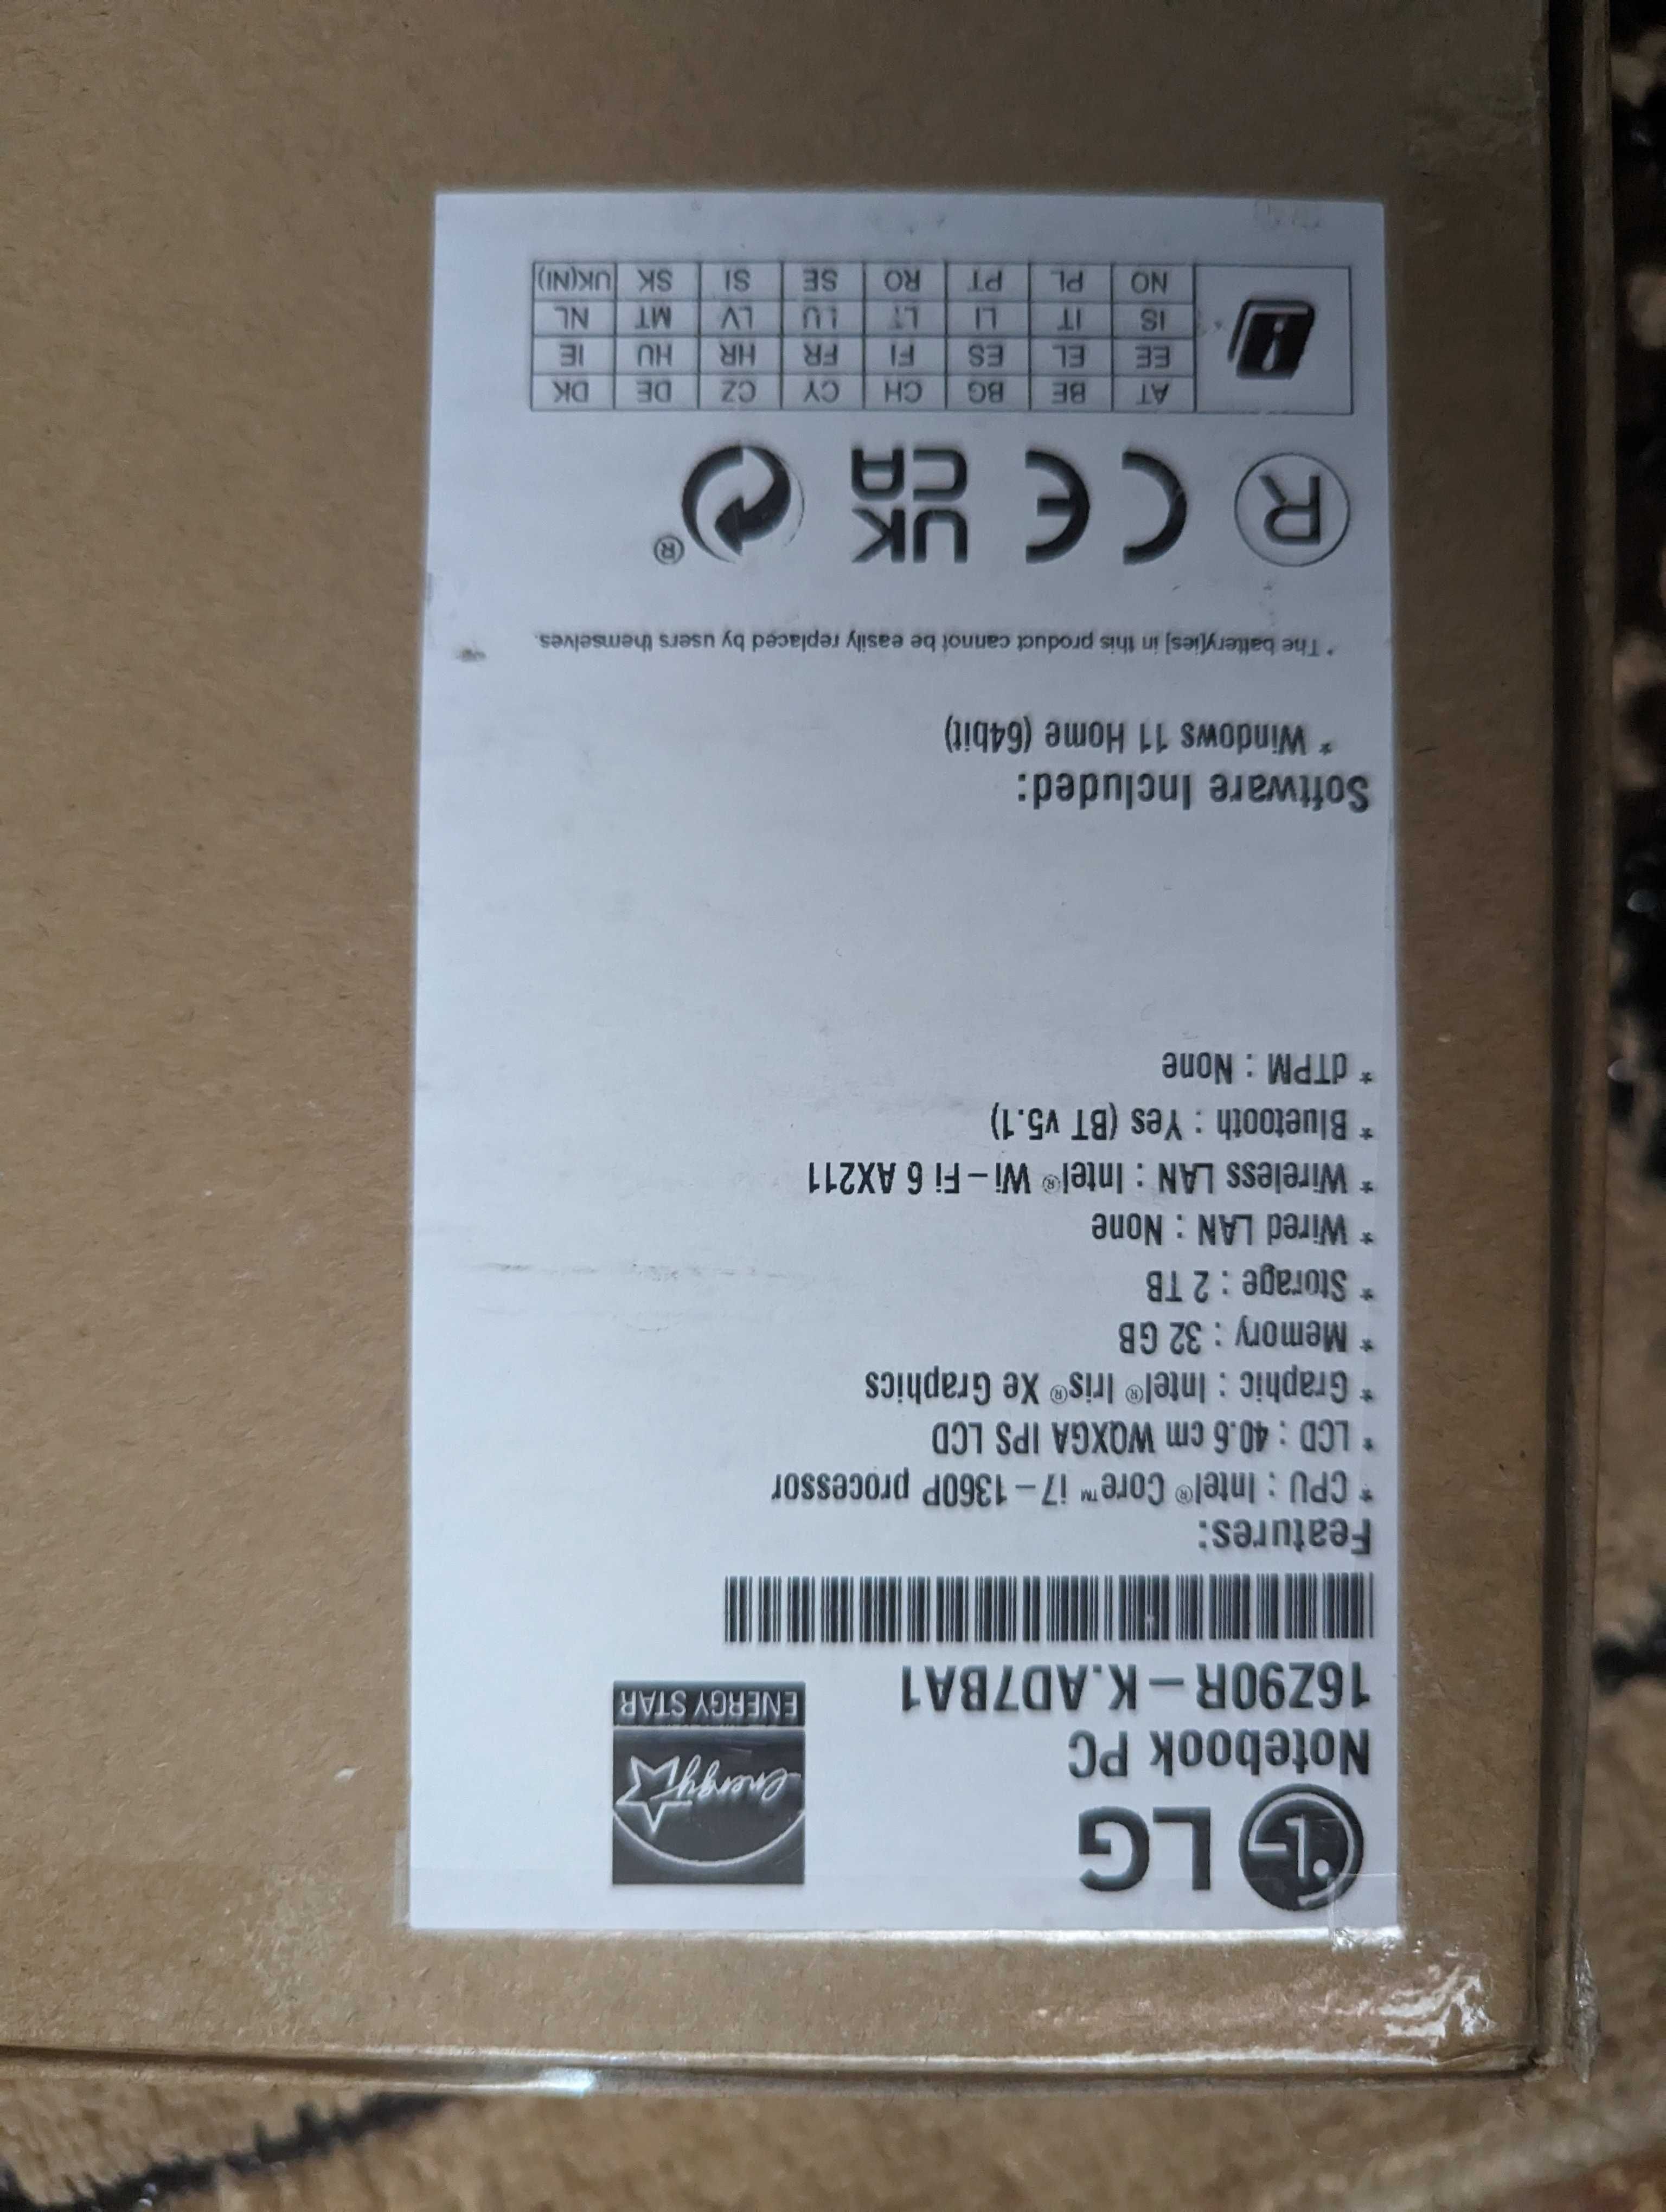 LG
energy
ENERGY STAR
Notebook PC
16Z90R-K.AD7BA1
Features:
* CPU : Intel® Core™ i7-1360P processor
* LCD : 40.6 cm WQXGA IPS LCD
* Graphic : Intel® Iris® Xe Graphics
* Memory : 32 GB
* Storage : 2 TB
* Wired LAN : None
* Wireless LAN : Intel® Wi-Fi 6 AX211
* Bluetooth : Yes (BT v5.1)
* dTPM : None
Software Included:
* Windows 11 Home (64bit)
* The battery[ies] in this product cannot be easily replaced by users themselves.
R CE UK CA ®
AT BE BG CH CY CZ DE DK
EE EL ES FI FR HR HU IE
IS IT LI LT LU LV MT NL
NO PL PT RO SE SI SK UK(NI)